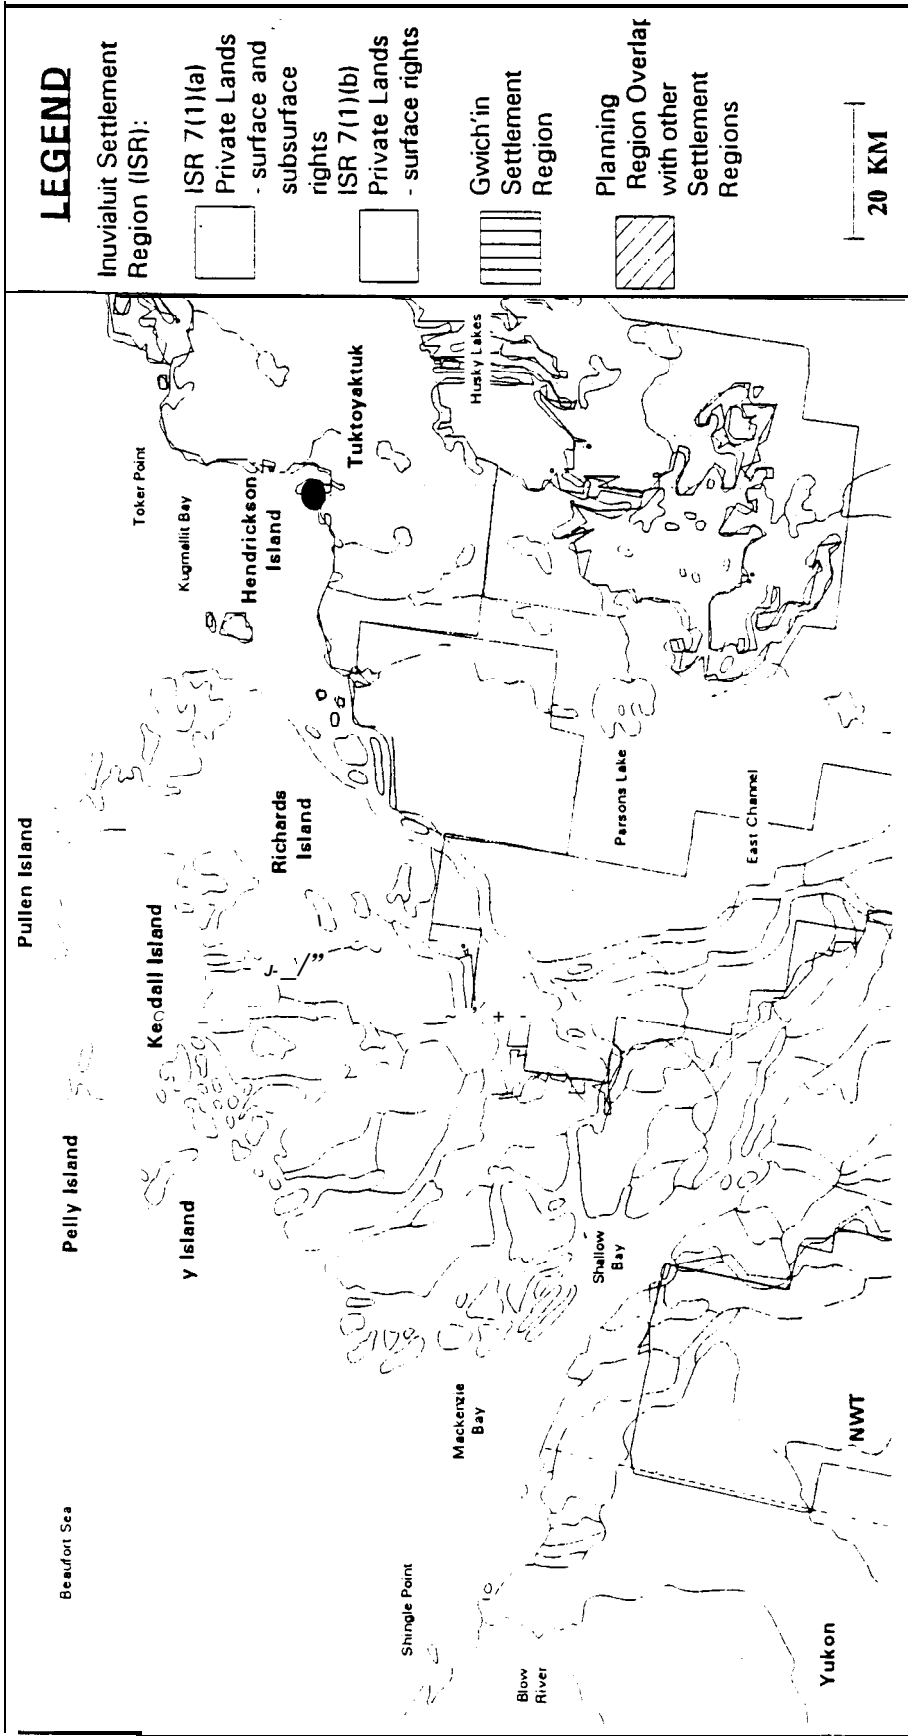 LEGEND
Inuvialuit Settlement
Region (ISR):
ISR 7(1)(a)
Private Lands
- surface and
subsurface
rights
ISR 7(1)(b)
Private Lands
- surface rights
Gwich'in
Settlement
Region
Planning
Region Overlap
with other
Settlement
Regions
20 KM
Pullen Island
Pelly Island
Beaufort Sea
Toker Point
Kugmallit Bay
Kendall Island
y Island
Hendrickson
Island
Richards
Island
Tuktoyaktuk
Shingle Point
Mackenzie
Bay
Husky Lakes
Blow
River
Shallow
Bay
Parsons Lake
East Channel
Yukon
NWT